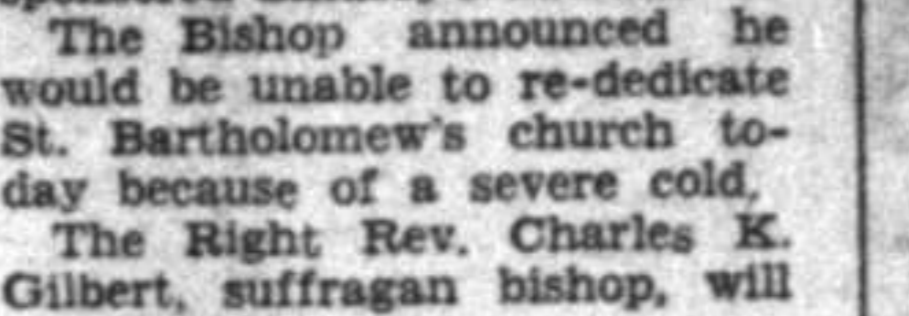 The Bishop announced he
would be unable to re-dedicate
St. Bartholomew's church to-
day because of a severe cold.
The Right Rev. Charles K.
Gilbert, suffragan bishop, will